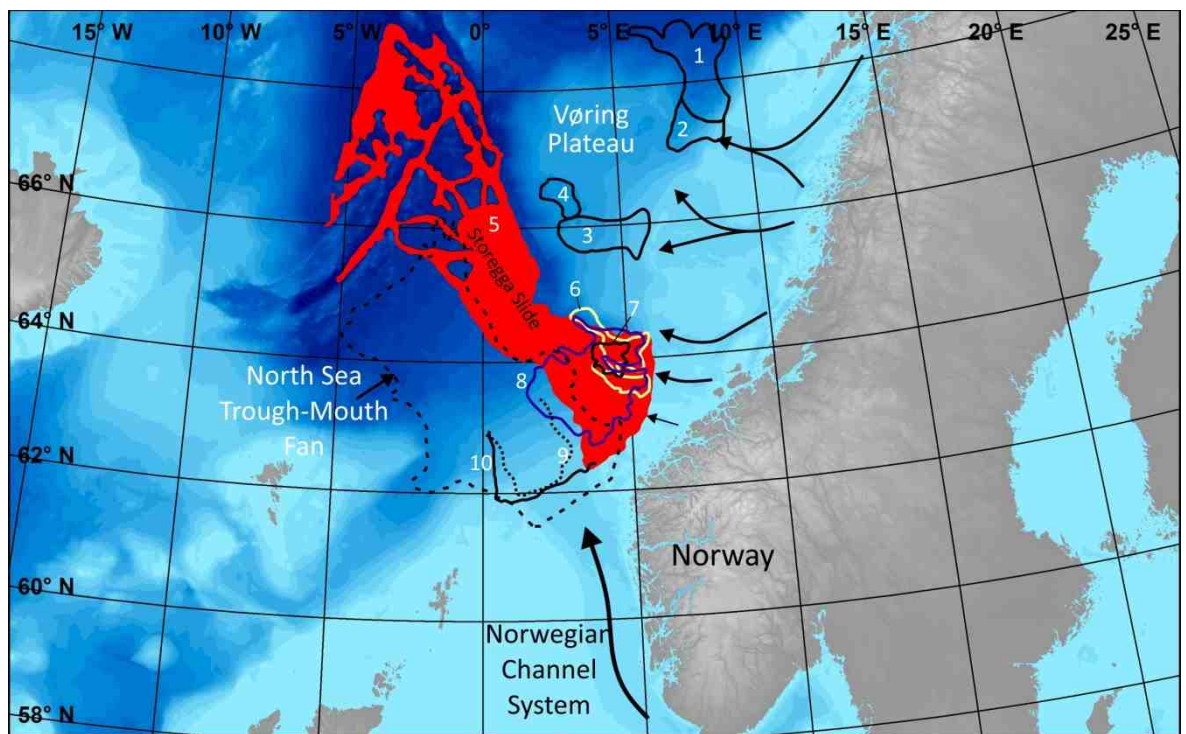 15° W
10° W
5° W
0°
5° E
10° E
15° E
20° E
25° E
1
Vøring
Plateau
2
66° N
4
3
5
Storegga Slide
6
7
64° N
8
North Sea
Trough-Mouth
Fan
62° N
10
9
Norway
60° N
Norwegian
Channel
System
58° N